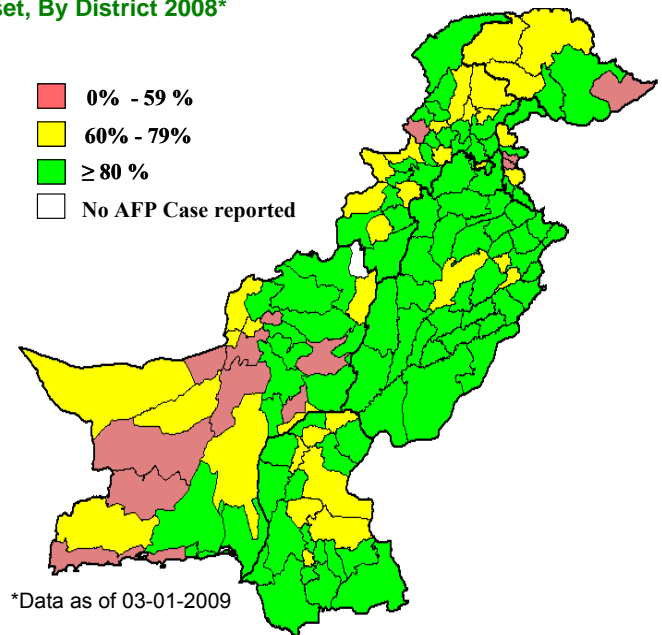 set, By District 2008*
0% - 59 %
60% - 79%
≥ 80 %
No AFP Case reported
*Data as of 03-01-2009